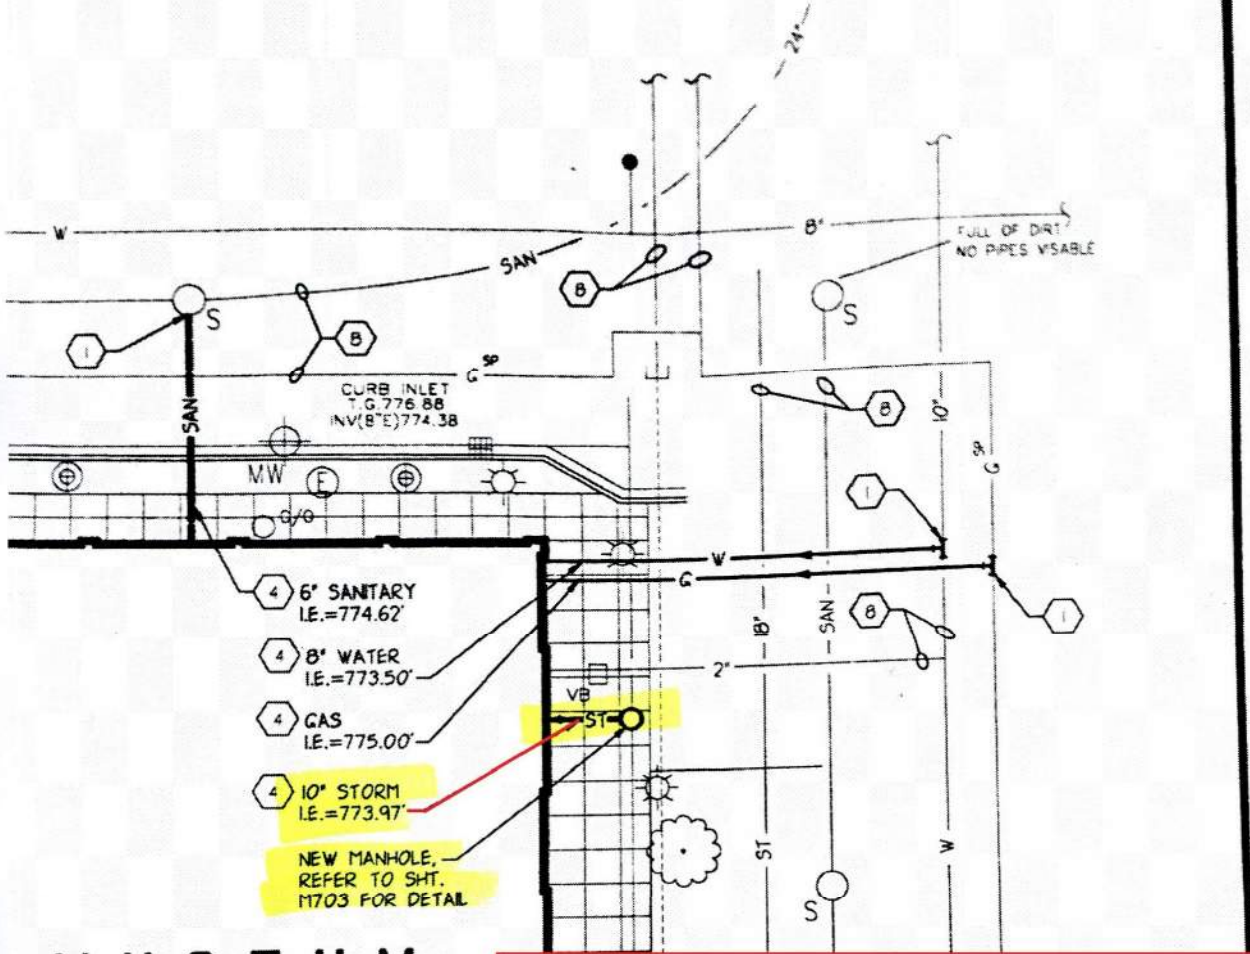 24"
W
8"
FULL OF DIRT
NO PIPES VISABLE
SAN
8
S
S
1
8
G SP
CURB INLET
T.G.776.88
INV(8"E)774.38
8
10"
SAN
G SP
MW
E
1
G/O
W
G
4
6" SANITARY
I.E.=774.62'
8
1
18"
SAN
4
8" WATER
I.E.=773.50'
2"
VB
4
GAS
I.E.=775.00'
ST
4
10" STORM
I.E.=773.97'
NEW MANHOLE,
REFER TO SHT.
M703 FOR DETAIL
ST
W
S